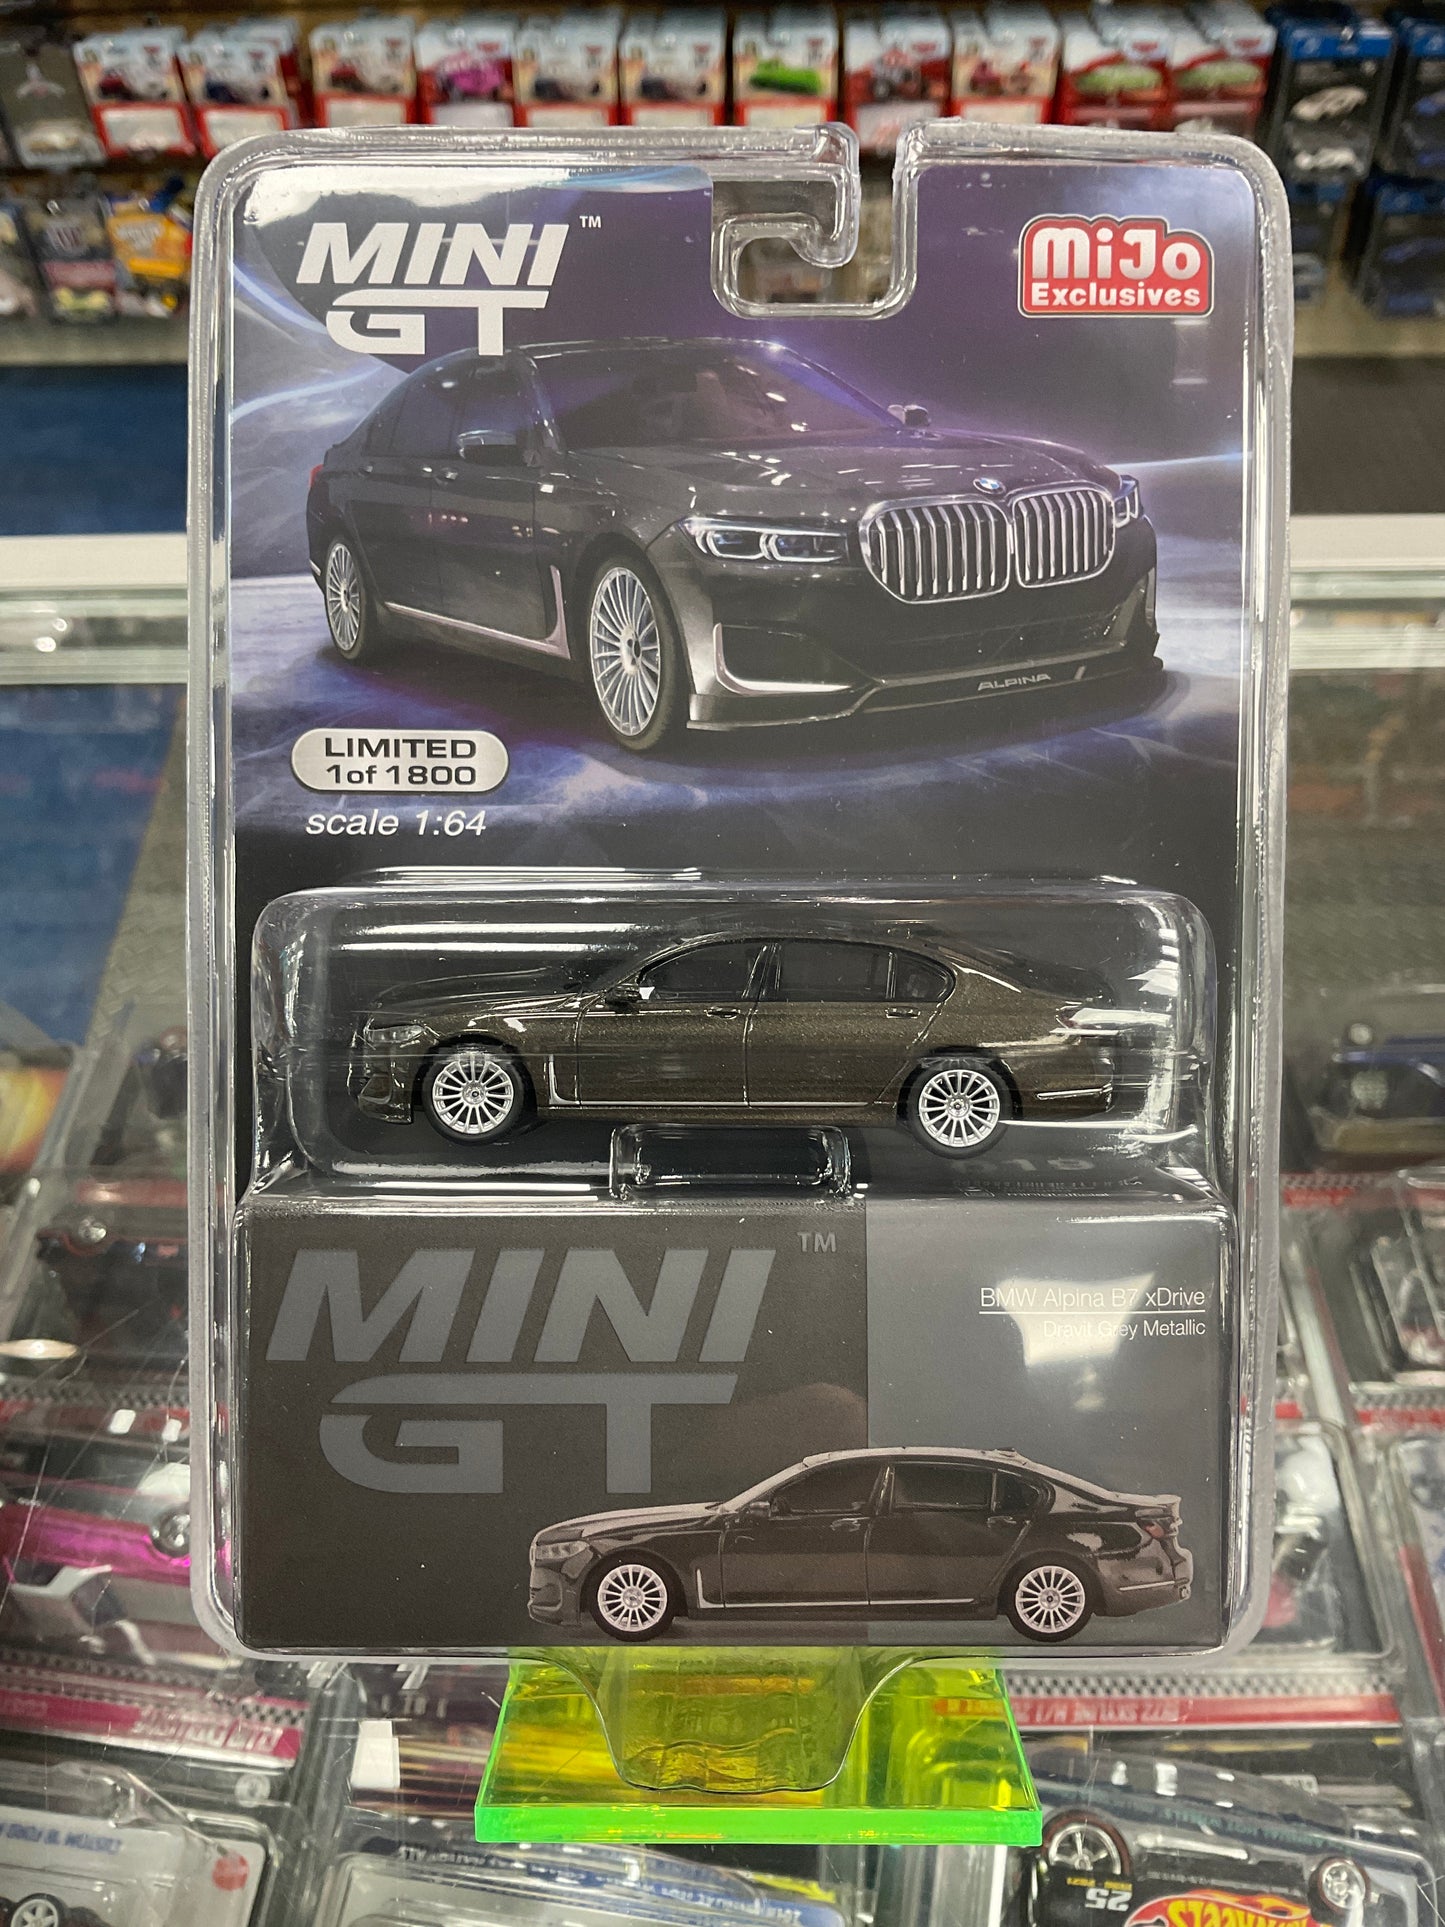 MINI
GT
TM
MiJo
Exclusives
ALPINA
LIMITED
1of 1800
scale 1:64
MINI
GT
TM
BMW Alpina B7 xDrive
Dravit Grey Metallic
25